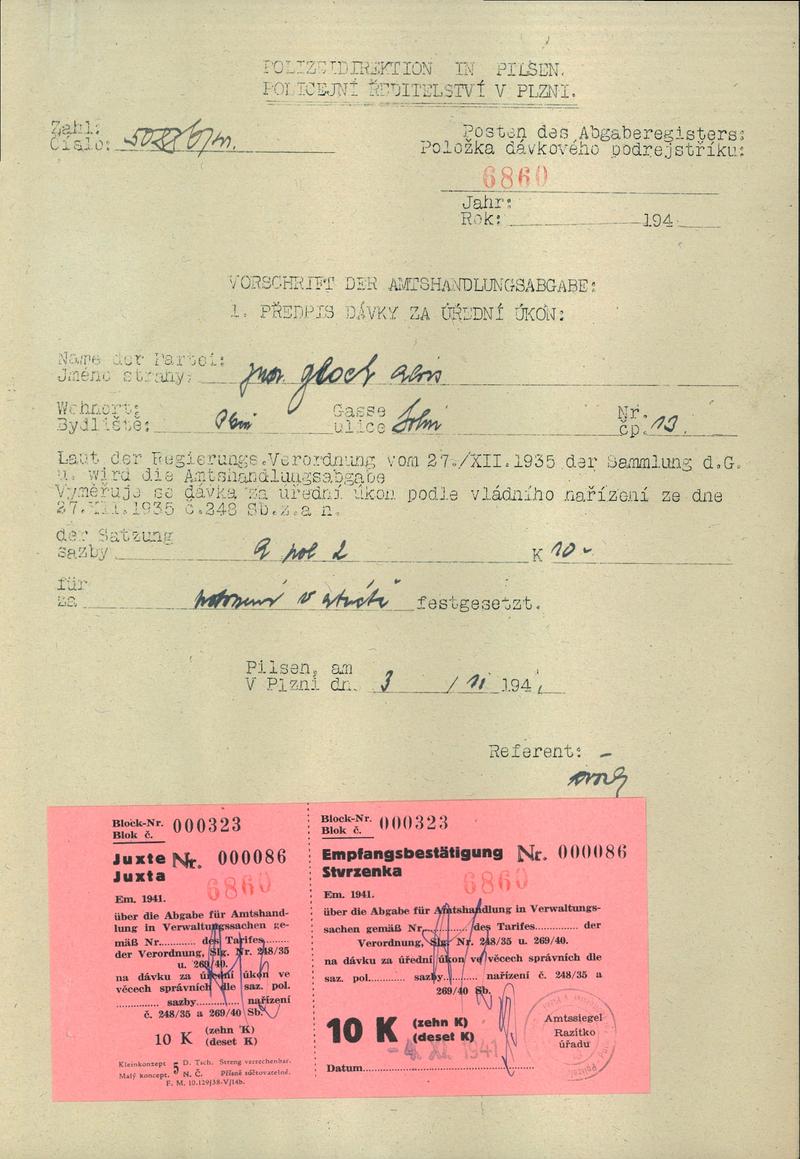 POLIZEIDIREKTION IN PILSEN.
POLICEJNÍ ŘEDITELSTVÍ V PLZNI.
Zahl:
Číslo:
Posten des Abgaberegisters:
Položka dávkového podrejstříku:
6860
Jahr:
Rok: 194
VORSCHRIFT DER AMTSHANDLUNGSABGABE:
1. PŘEDPIS DÁVKY ZA ÚŘEDNÍ ÚKON:
Name der Partei:
Jméno strany:
Wohnort: Gasse Nr.
Bydliště: ulice čp. 13.
Laut der Regierungs.Verordnung vom 27./XII.1935 der Sammlung d.G.
u. wird die Amtshandlungsabgabe
Vyměřuje se dávka za úřední úkon podle vládního nařízení ze dne
27.XII.1935 č.248 Sb.z.a n.
der Satzung
sazby 9 pol 2 K 10 -
für
za festgesetzt.
Pilsen, am
V Plzni dn. 3 / 11 194
Referent:
Block-Nr.
Blok č. 000323
Juxte Nr. 000086
Juxta
6860
Em. 1941.
über die Abgabe für Amtshand-
lung in Verwaltungssachen ge-
mäß Nr............ des Tarifes........
der Verordnung, Slg. Nr. 248/35
u. 269/40.
na dávku za úřední úkon ve
věcech správních dle saz. pol.
............ sazby............ nařízení
č. 248/35 a 269/40 Sb.
10 K (zehn K)
(deset K)
Kleinkonzept 5 D. Tsch. Streng verrechenbar.
Malý koncept. N. Č. Přísně súčtovatelné.
F. M. 10.129J38-VJ14b.
Block-Nr.
Blok č. 000323
Empfangsbestätigung Nr. 000086
Stvrzenka
6860
Em. 1941.
über die Abgabe für Amtshandlung in Verwaltungs-
sachen gemäß Nr............ des Tarifes............ der
Verordnung, Slg. Nr. 248/35 u. 269/40.
na dávku za úřední úkon ve věcech správních dle
saz. pol............ sazby............ nařízení č. 248/35 a
269/40 Sb.
10 K (zehn K)
(deset K)
-4. XI. 1941
Datum
Amtssiegel
Razítko
úřadu